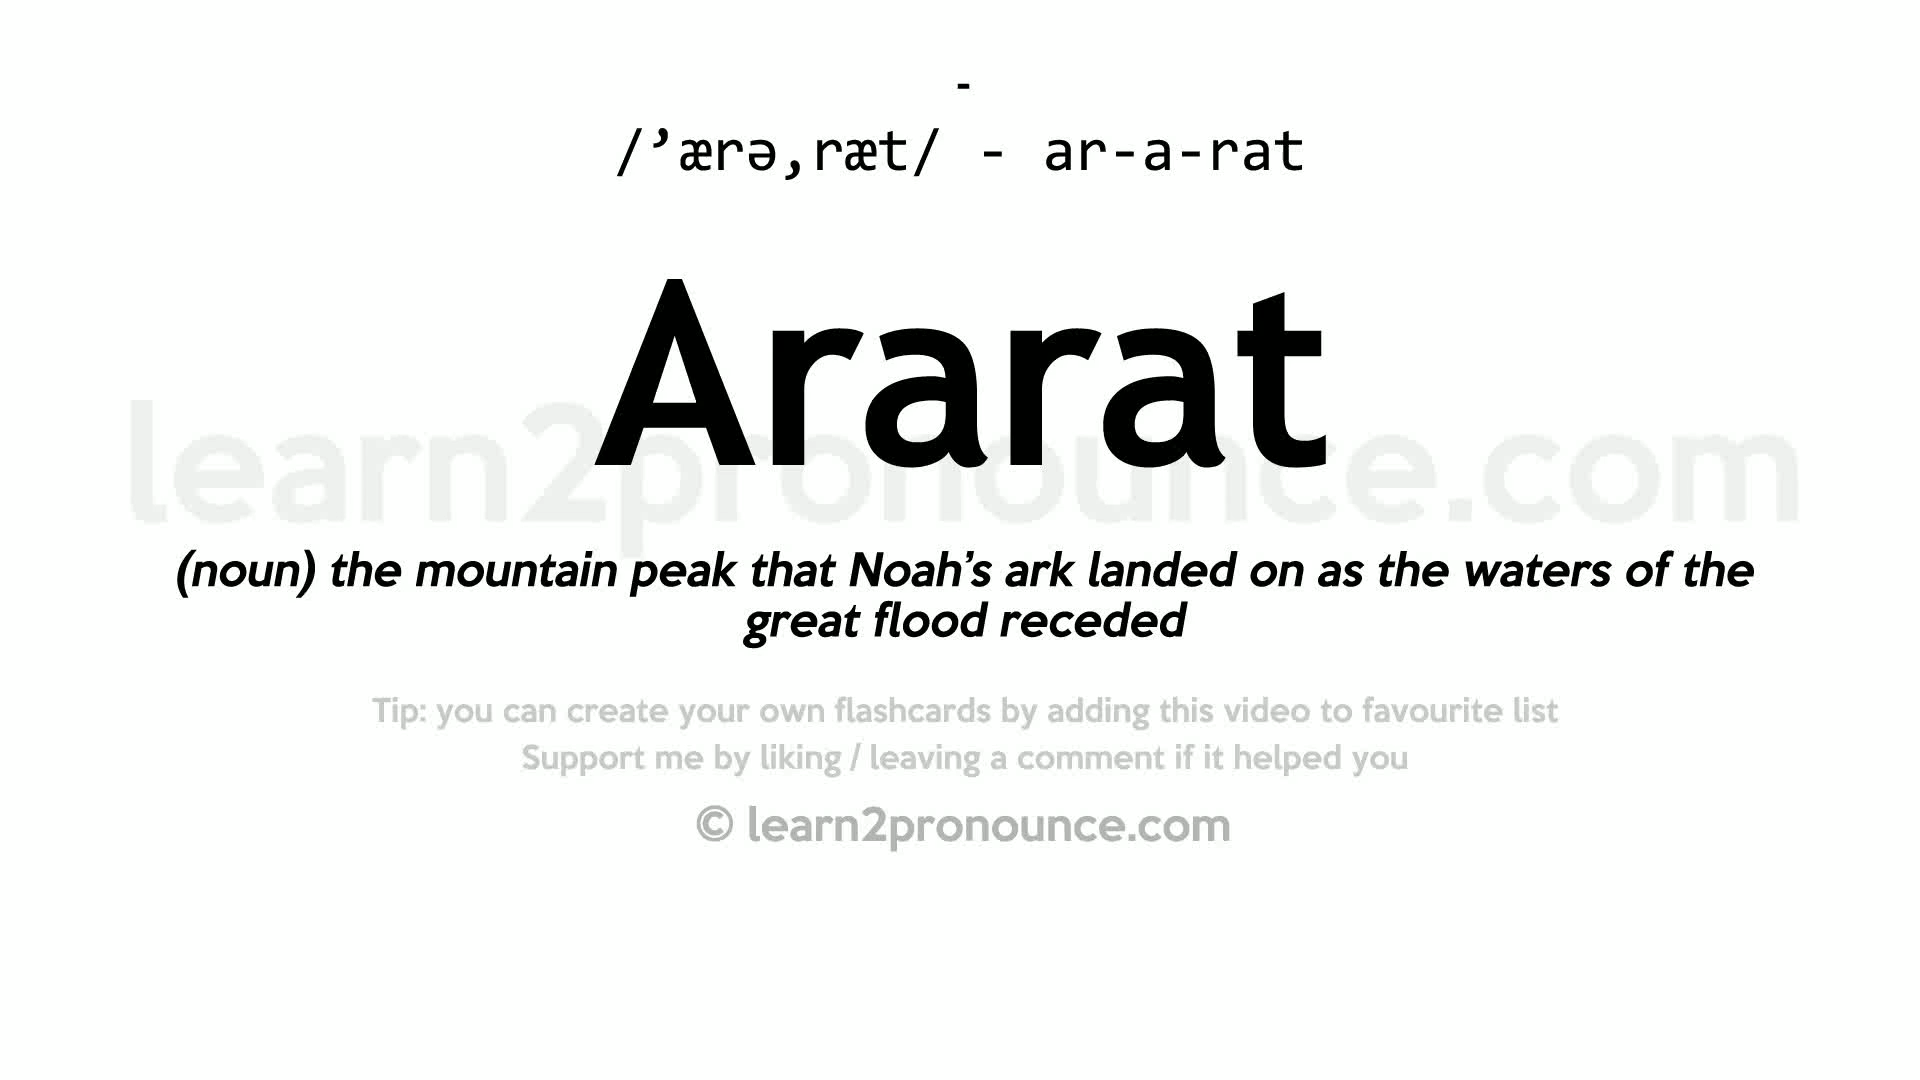 -
/’ærə,ræt/ - ar-a-rat
Ararat
learn2pronounce.com
(noun) the mountain peak that Noah’s ark landed on as the waters of the
great flood receded
Tip: you can create your own flashcards by adding this video to favourite list
Support me by liking / leaving a comment if it helped you
© learn2pronounce.com